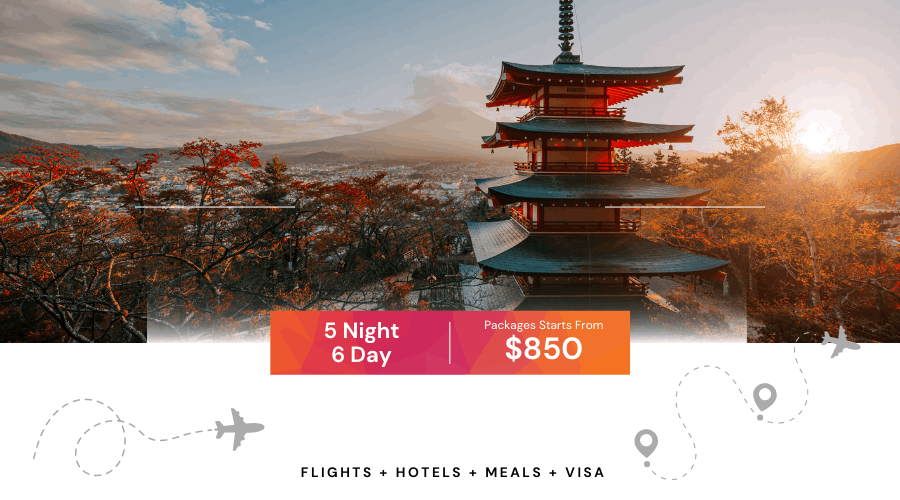 5 Night
6 Day
Packages Starts From
$850
FLIGHTS + HOTELS + MEALS + VISA